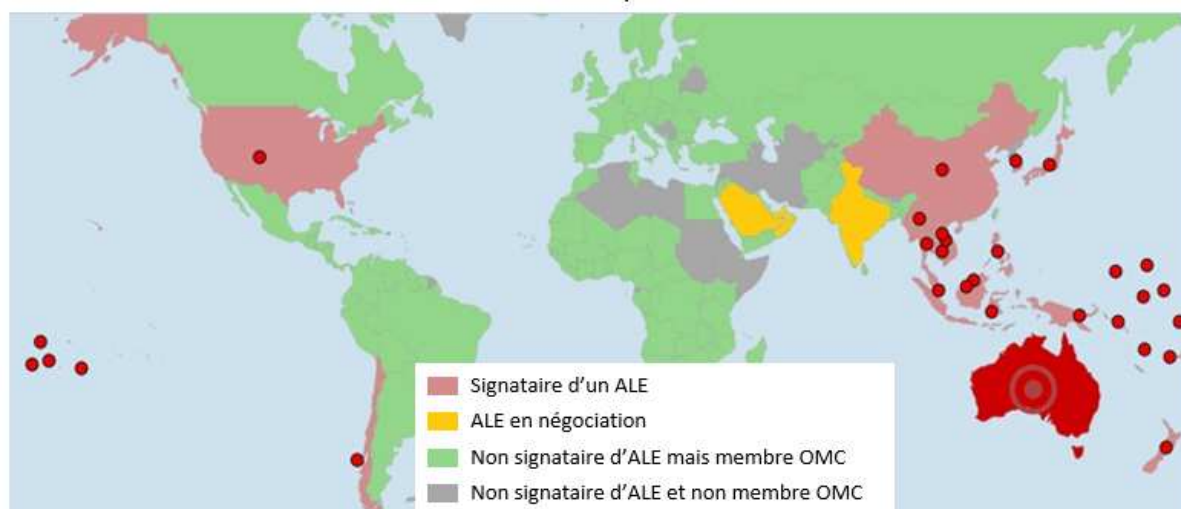 Signataire d'un ALE
ALE en négociation
Non signataire d'ALE mais membre OMC
Non signataire d'ALE et non membre OMC